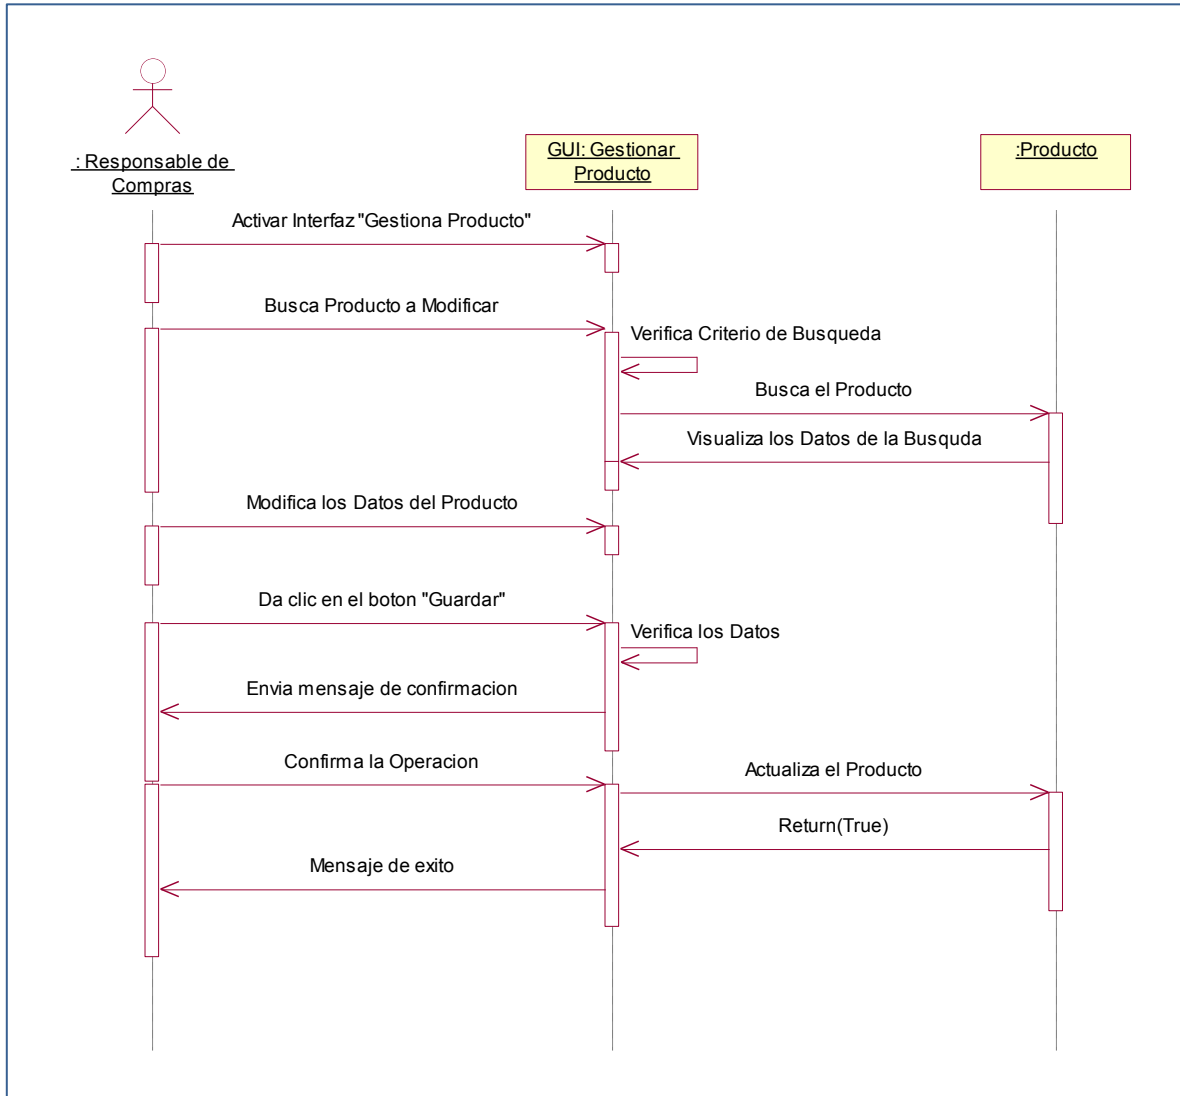 : Responsable de
Compras
GUI: Gestionar
Producto
:Producto
Activar Interfaz "Gestiona Producto"
Busca Producto a Modificar
Verifica Criterio de Busqueda
Busca el Producto
Visualiza los Datos de la Busquda
Modifica los Datos del Producto
Da clic en el boton "Guardar"
Verifica los Datos
Envia mensaje de confirmacion
Confirma la Operacion
Actualiza el Producto
Return(True)
Mensaje de exito